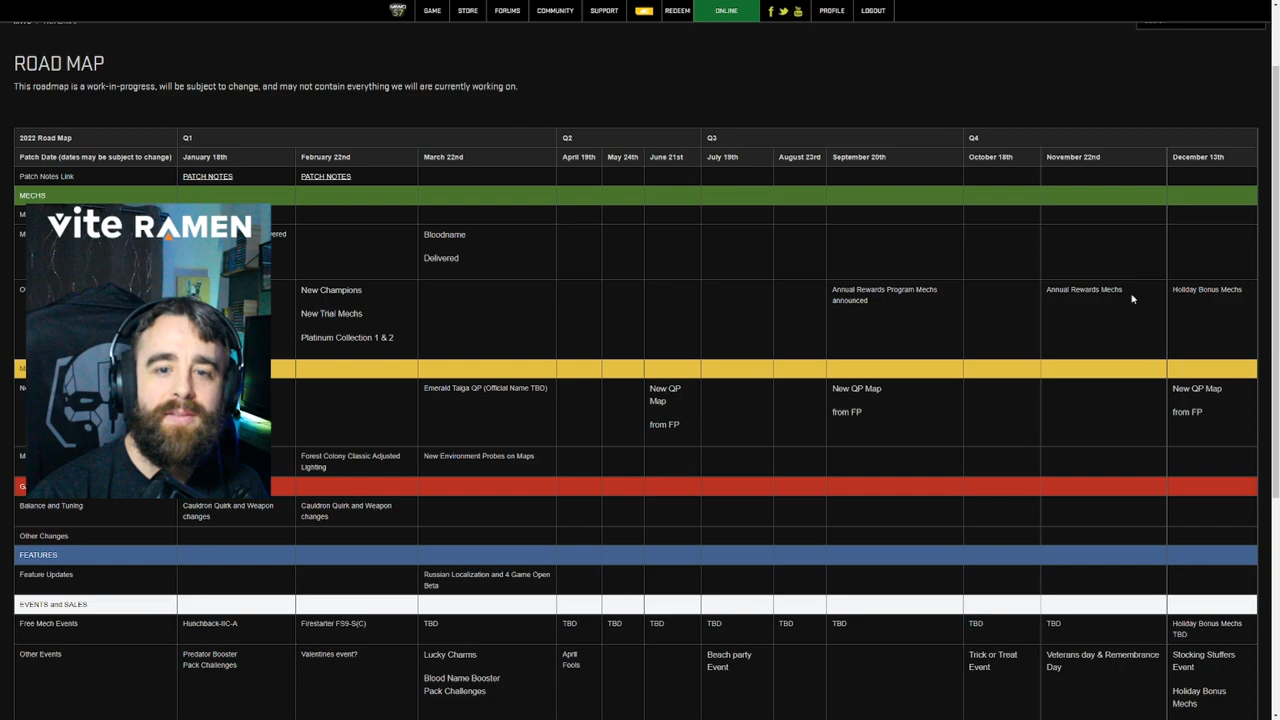 GAME STORE FORUMS COMMUNITY SUPPORT REDEEM ONLINE PROFILE LOGOUT
ROAD MAP
This roadmap is a work-in-progress, will be subject to change, and may not contain everything we will are currently working on.
2022 Road Map Q1 Q2 Q3 Q4
Patch Date (dates may be subject to change) January 18th February 22nd March 22nd April 19th May 24th June 21st July 19th August 23rd September 20th October 18th November 22nd December 13th
Patch Notes Link PATCH NOTES PATCH NOTES
MECHS
vite RAMEN
Bloodname
Delivered
New Champions
New Trial Mechs
Platinum Collection 1 & 2
Annual Rewards Program Mechs
announced
Annual Rewards Mechs
Holiday Bonus Mechs
Emerald Taiga QP (Official Name TBD)
New QP
Map
from FP
New QP Map
from FP
New QP Map
from FP
Forest Colony Classic Adjusted
Lighting
New Environment Probes on Maps
Balance and Tuning
Cauldron Quirk and Weapon
changes
Cauldron Quirk and Weapon
changes
Other Changes
FEATURES
Feature Updates
Russian Localization and 4 Game Open
Beta
EVENTS and SALES
Free Mech Events Hunchback-IIC-A Firestarter FS9-S(C) TBD TBD TBD TBD TBD TBD TBD TBD TBD Holiday Bonus Mechs
TBD
Other Events
Predator Booster
Pack Challenges
Valentines event?
Lucky Charms
Blood Name Booster
Pack Challenges
April
Fools
Beach party
Event
Trick or Treat
Event
Veterans day & Remembrance
Day
Stocking Stuffers
Event
Holiday Bonus
Mechs